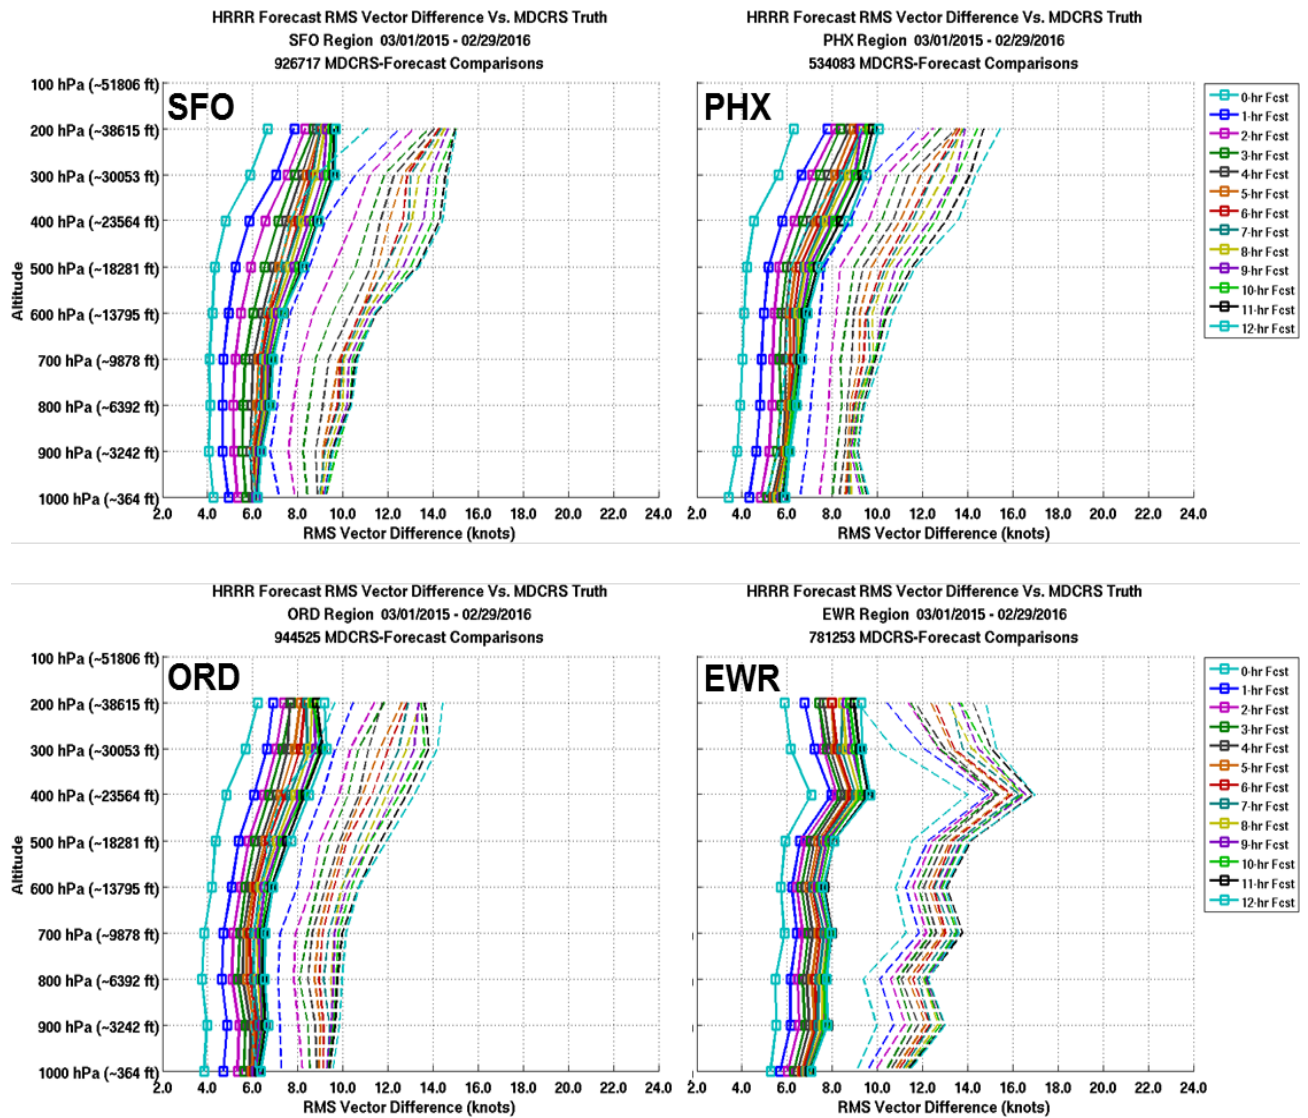 HRRR Forecast RMS Vector Difference Vs. MDCRS Truth
SFO Region 03/01/2015 - 02/29/2016
926717 MDCRS-Forecast Comparisons
SFO
Altitude
100 hPa (~51806 ft)
200 hPa (~38615 ft)
300 hPa (~30053 ft)
400 hPa (~23564 ft)
500 hPa (~18281 ft)
600 hPa (~13795 ft)
700 hPa (~9878 ft)
800 hPa (~6392 ft)
900 hPa (~3242 ft)
1000 hPa (~364 ft)
2.0 4.0 6.0 8.0 10.0 12.0 14.0 16.0 18.0 20.0 22.0 24.0
RMS Vector Difference (knots)
HRRR Forecast RMS Vector Difference Vs. MDCRS Truth
PHX Region 03/01/2015 - 02/29/2016
534083 MDCRS-Forecast Comparisons
PHX
2.0 4.0 6.0 8.0 10.0 12.0 14.0 16.0 18.0 20.0 22.0 24.0
RMS Vector Difference (knots)
0-hr Fcst
1-hr Fcst
2-hr Fcst
3-hr Fcst
4-hr Fcst
5-hr Fcst
6-hr Fcst
7-hr Fcst
8-hr Fcst
9-hr Fcst
10-hr Fcst
11-hr Fcst
12-hr Fcst
HRRR Forecast RMS Vector Difference Vs. MDCRS Truth
ORD Region 03/01/2015 - 02/29/2016
944525 MDCRS-Forecast Comparisons
ORD
Altitude
100 hPa (~51806 ft)
200 hPa (~38615 ft)
300 hPa (~30053 ft)
400 hPa (~23564 ft)
500 hPa (~18281 ft)
600 hPa (~13795 ft)
700 hPa (~9878 ft)
800 hPa (~6392 ft)
900 hPa (~3242 ft)
1000 hPa (~364 ft)
2.0 4.0 6.0 8.0 10.0 12.0 14.0 16.0 18.0 20.0 22.0 24.0
RMS Vector Difference (knots)
HRRR Forecast RMS Vector Difference Vs. MDCRS Truth
EWR Region 03/01/2015 - 02/29/2016
781253 MDCRS-Forecast Comparisons
EWR
2.0 4.0 6.0 8.0 10.0 12.0 14.0 16.0 18.0 20.0 22.0 24.0
RMS Vector Difference (knots)
0-hr Fcst
1-hr Fcst
2-hr Fcst
3-hr Fcst
4-hr Fcst
5-hr Fcst
6-hr Fcst
7-hr Fcst
8-hr Fcst
9-hr Fcst
10-hr Fcst
11-hr Fcst
12-hr Fcst